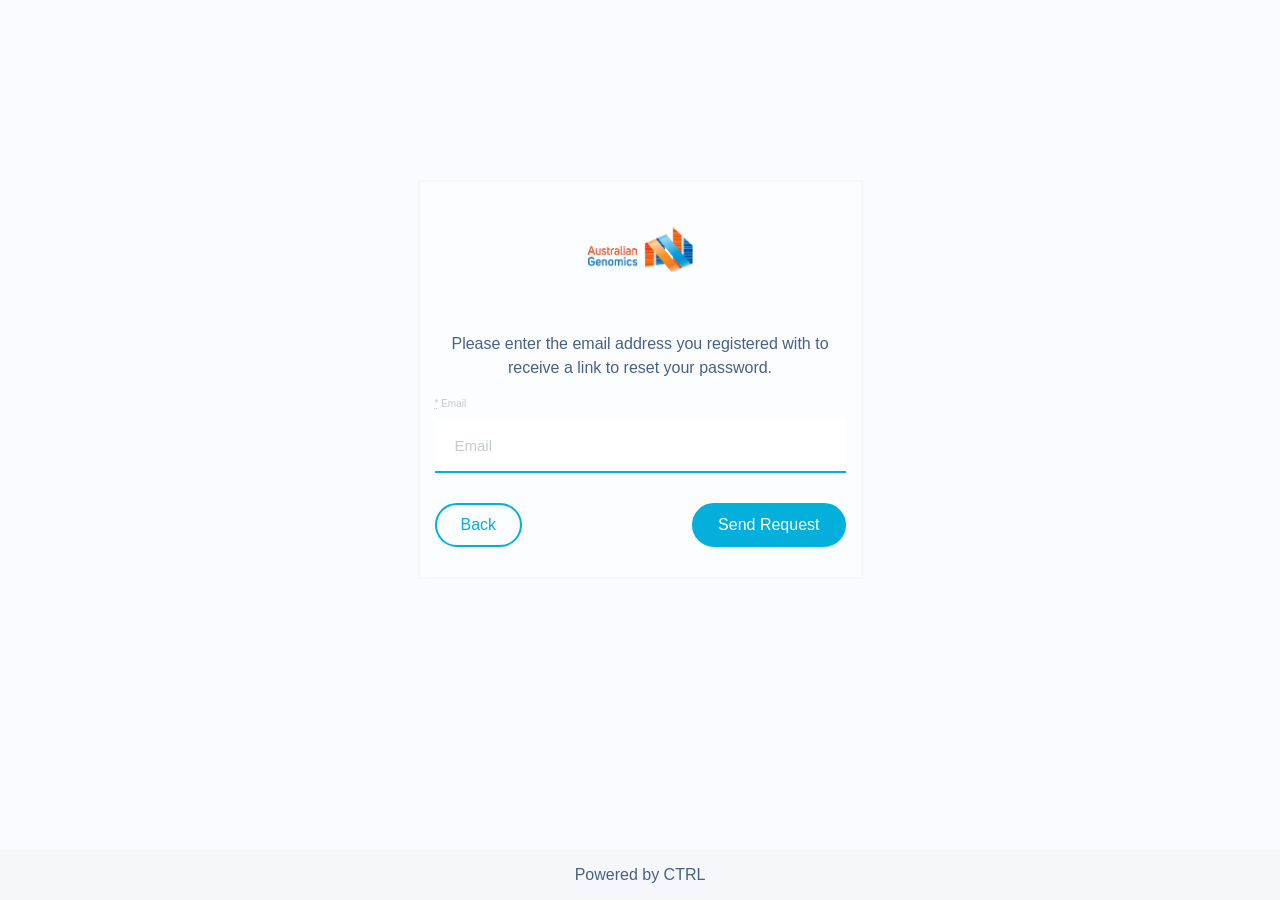 Australian
Genomics
Please enter the email address you registered with to
receive a link to reset your password.
* Email
Email
Back
Send Request
Powered by CTRL